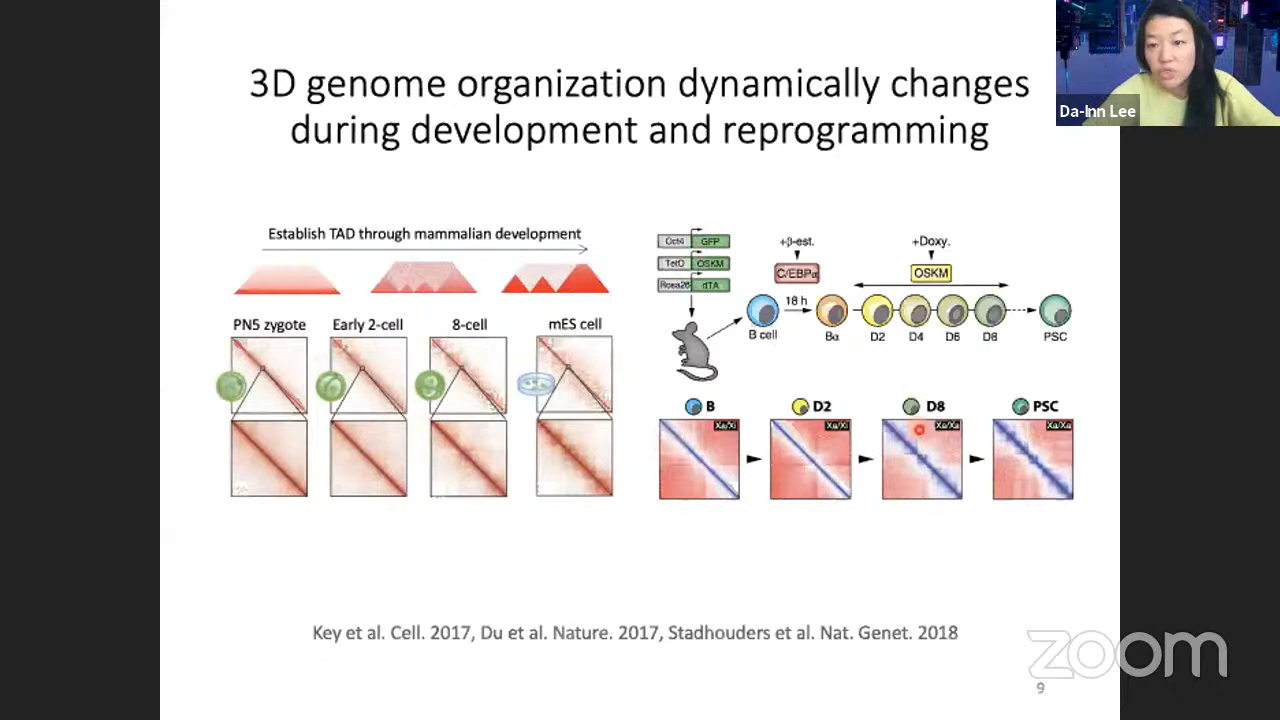 3D genome organization dynamically changes
during development and reprogramming
Da-Inn Lee
Establish TAD through mammalian development
PN5 zygote
Early 2-cell
8-cell
mES cell
Oct4 GFP
TetO OSKM
Rosa26 rtTA
+β-est.
C/EBPα
+Doxy.
OSKM
18 h
B cell
Bα
D2
D4
D6
D8
PSC
B
D2
D8
PSC
Xa/Xi
Xa/Xi
Xa/Xa
Xa/Xa
Key et al. Cell. 2017, Du et al. Nature. 2017, Stadhouders et al. Nat. Genet. 2018
zoom
9